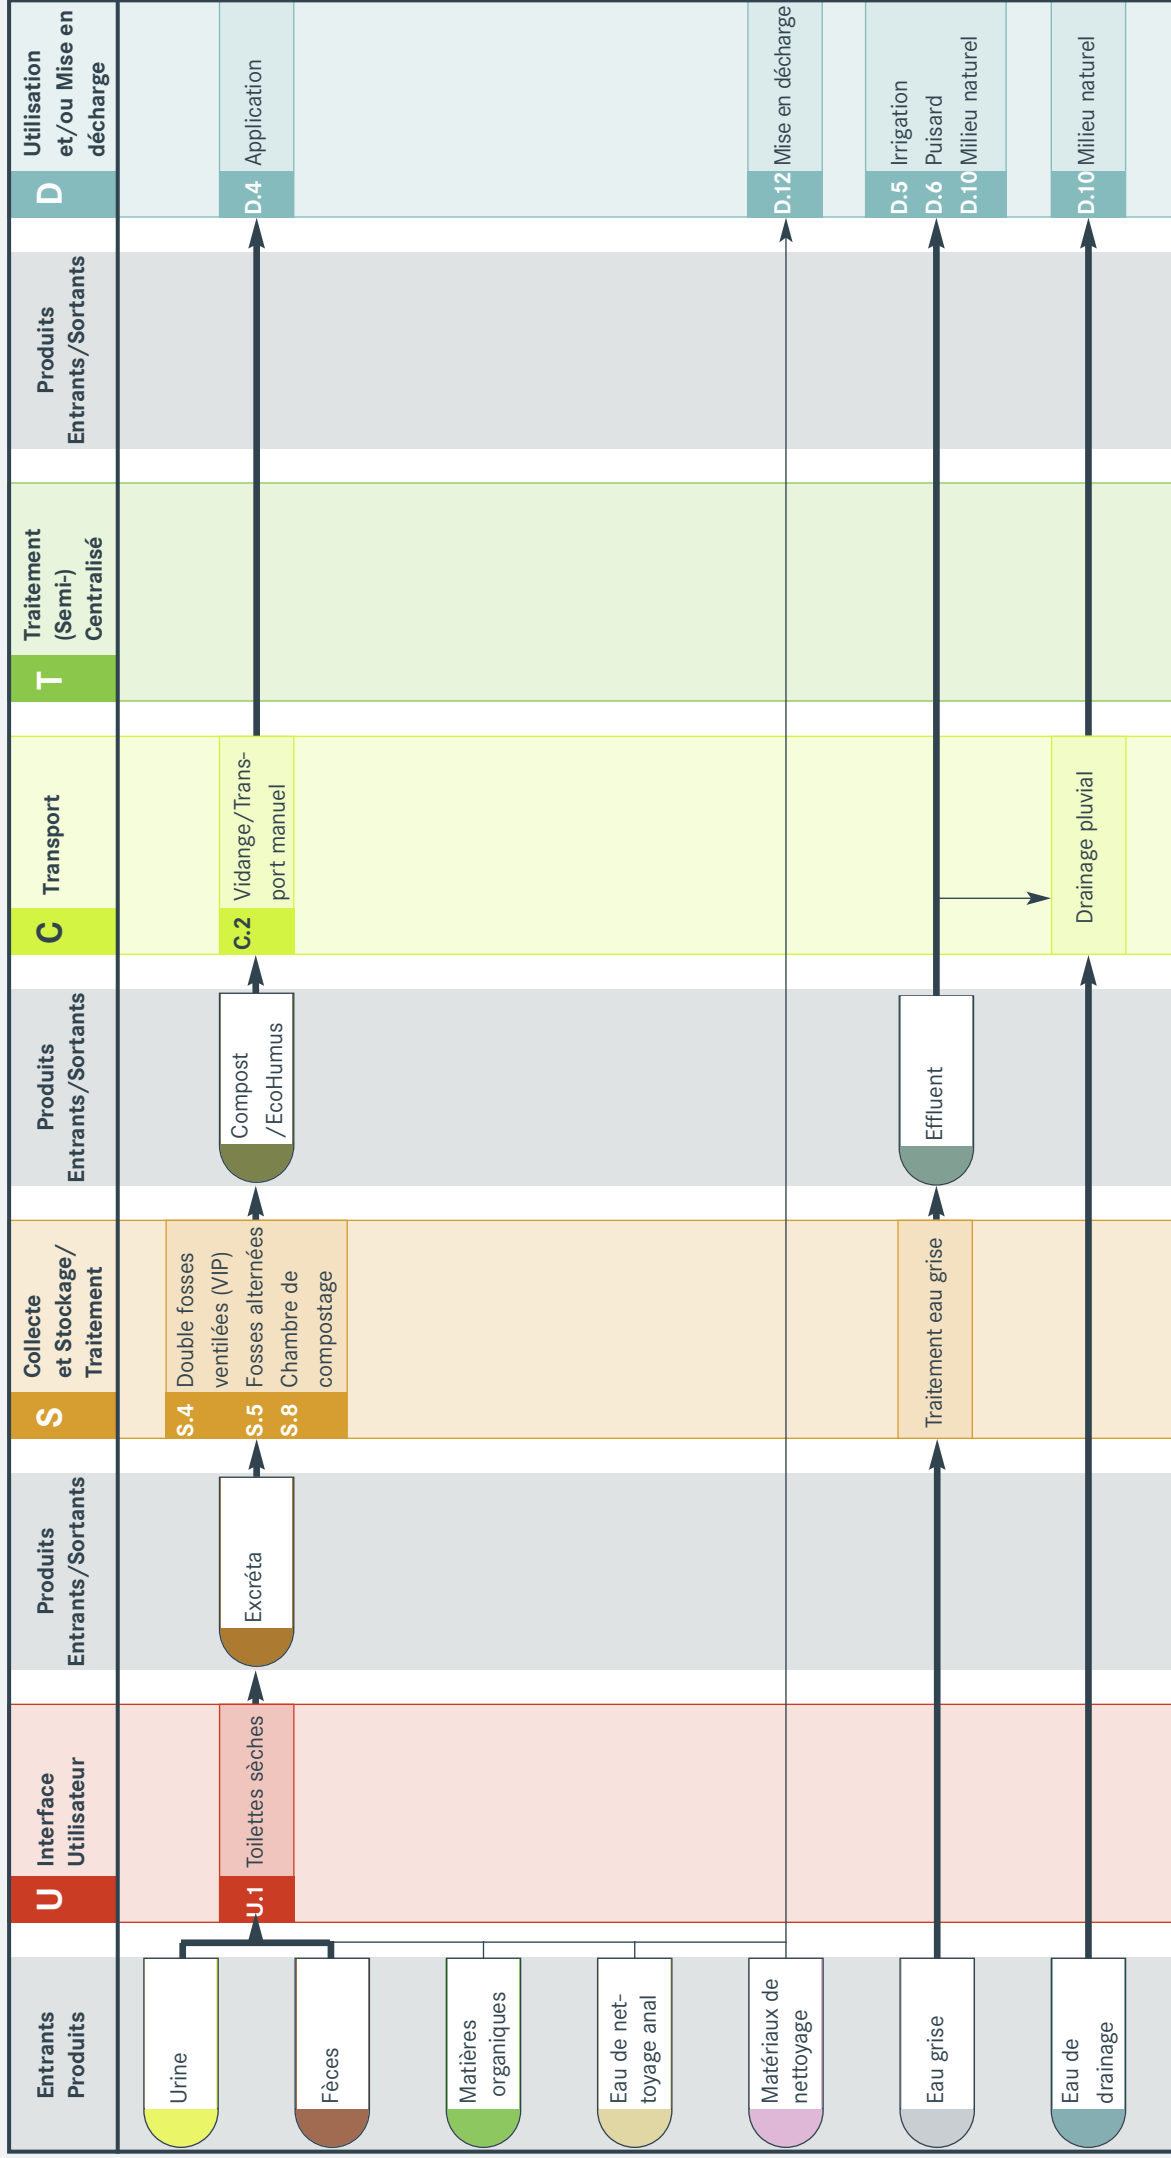 Entrants
Produits
U
Interface
Utilisateur
Produits
Entrants/Sortants
S
Collecte
et Stockage/
Traitement
Produits
Entrants/Sortants
C
Transport
T
Traitement
(Semi-)
Centralisé
Produits
Entrants/Sortants
D
Utilisation
et/ou Mise en
décharge
Urine
Fèces
Matières
organiques
Eau de net-
toyage anal
Matériaux de
nettoyage
Eau grise
Eau de
drainage
U.1 Toilettes sèches
Excréta
S.4 Double fosses
ventilées (VIP)
S.5 Fosses alternées
S.8 Chambre de
compostage
Traitement eau grise
Compost
/EcoHumus
Effluent
C.2 Vidange/Trans-
port manuel
Drainage pluvial
D.4 Application
D.12 Mise en décharge
D.5 Irrigation
D.6 Puisard
D.10 Milieu naturel
D.10 Milieu naturel